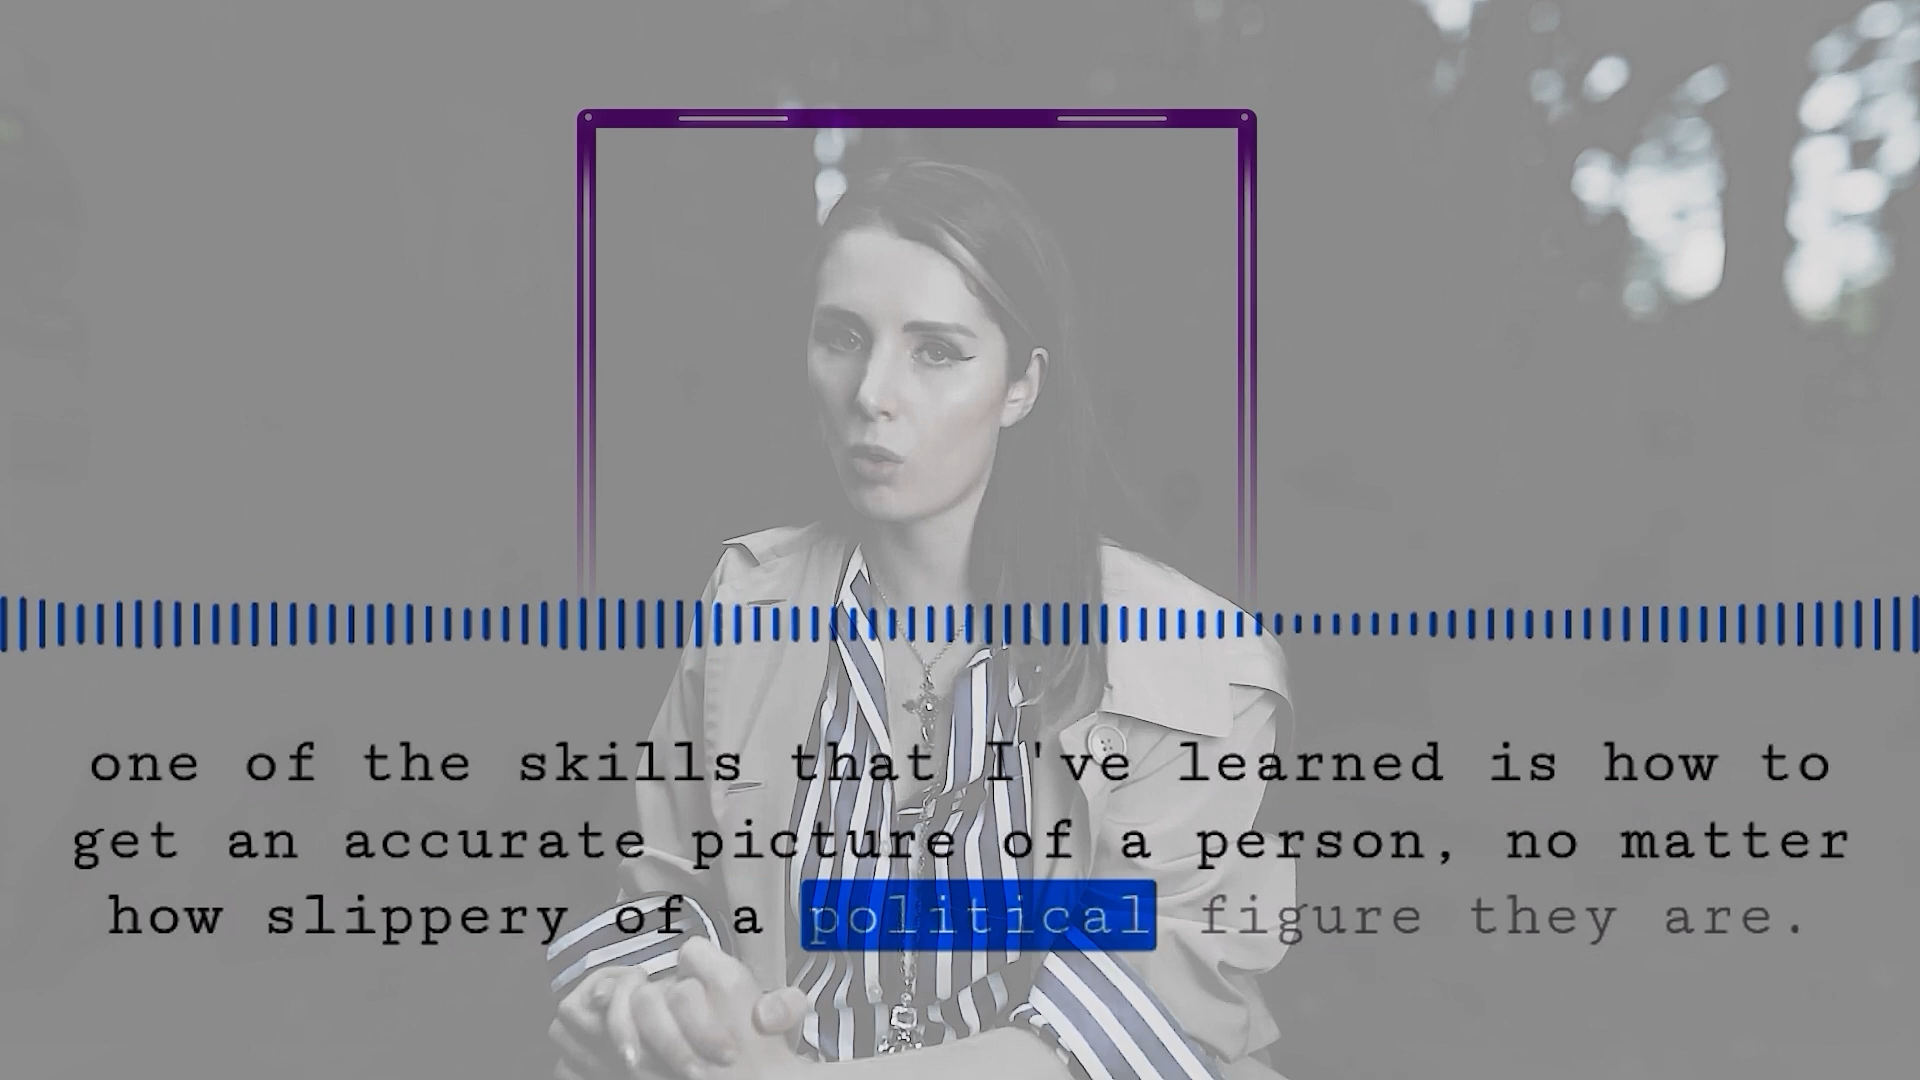 one of the skills that I've learned is how to
get an accurate picture of a person, no matter
how slippery of a political figure they are.